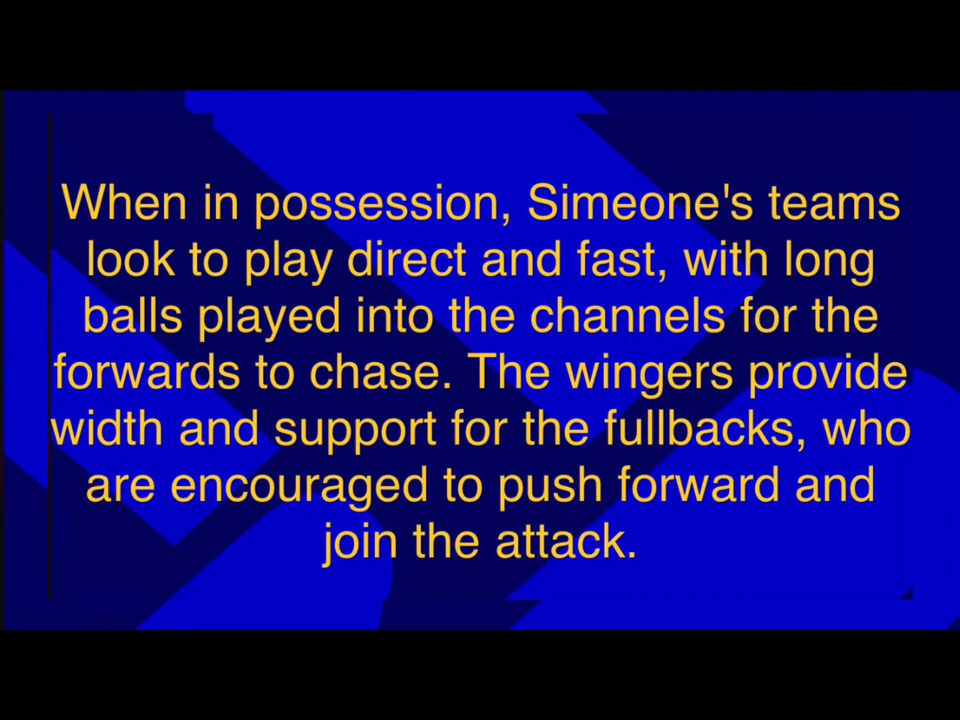 When in possession, Simeone's teams
look to play direct and fast, with long
balls played into the channels for the
forwards to chase. The wingers provide
width and support for the fullbacks, who
are encouraged to push forward and
join the attack.